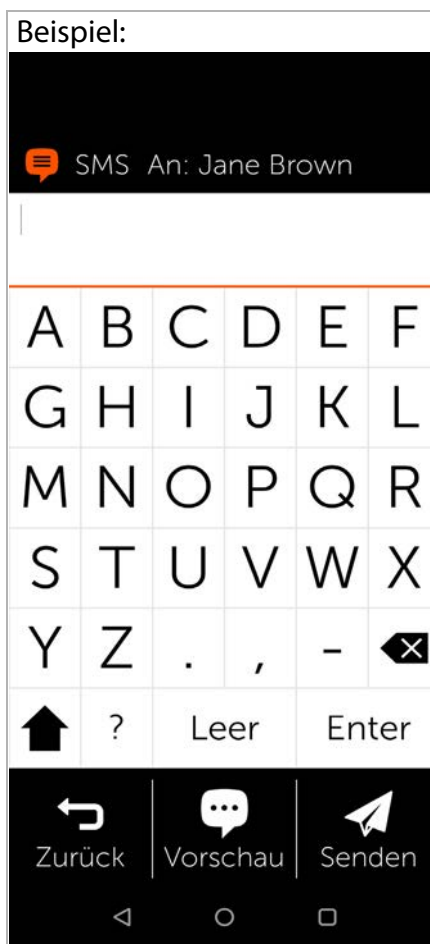 Beispiel:
SMS An: Jane Brown
A B C D E F
G H I J K L
M N O P Q R
S T U V W X
Y Z . , -
? Leer Enter
Zurück Vorschau Senden